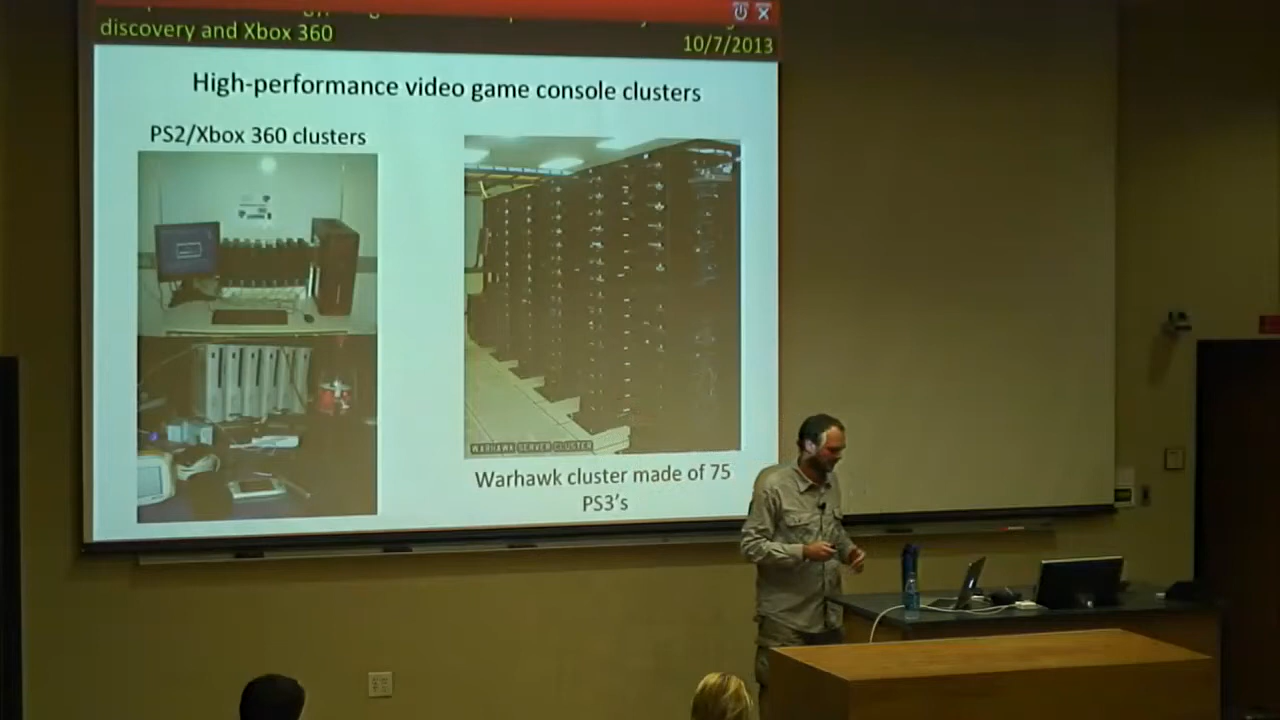 discovery and Xbox 360
10/7/2013
High-performance video game console clusters
PS2/Xbox 360 clusters
WARHAWK SERVER CLUSTER
Warhawk cluster made of 75
PS3's